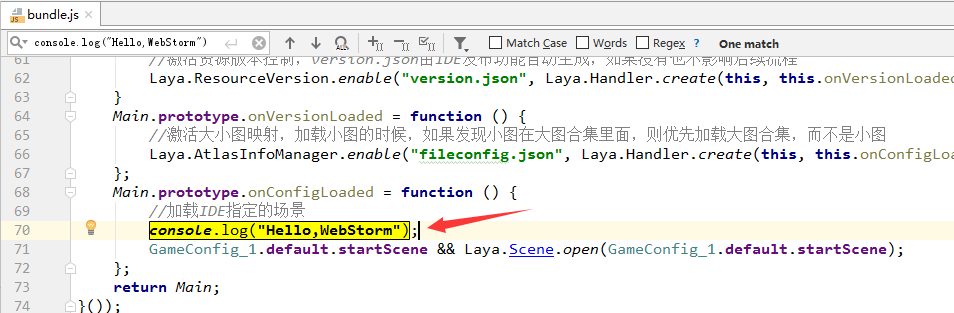 bundle.js
console.log("Hello,WebStorm") Match Case Words Regex ? One match
61 //激活资源版本控制，version.json由IDE发布功能自动生成，如果没有也不影响后续流程
62 Laya.ResourceVersion.enable("version.json", Laya.Handler.create(this, this.onVersionLoaded
63 }
64 Main.prototype.onVersionLoaded = function () {
65 //激活大小图映射，加载小图的时候，如果发现小图在大图合集里面，则优先加载大图合集，而不是小图
66 Laya.AtlasInfoManager.enable("fileconfig.json", Laya.Handler.create(this, this.onConfigLoa
67 };
68 Main.prototype.onConfigLoaded = function () {
69 //加载IDE指定的场景
70 console.log("Hello,WebStorm");
71 GameConfig_1.default.startScene && Laya.Scene.open(GameConfig_1.default.startScene);
72 };
73 return Main;
74 }());